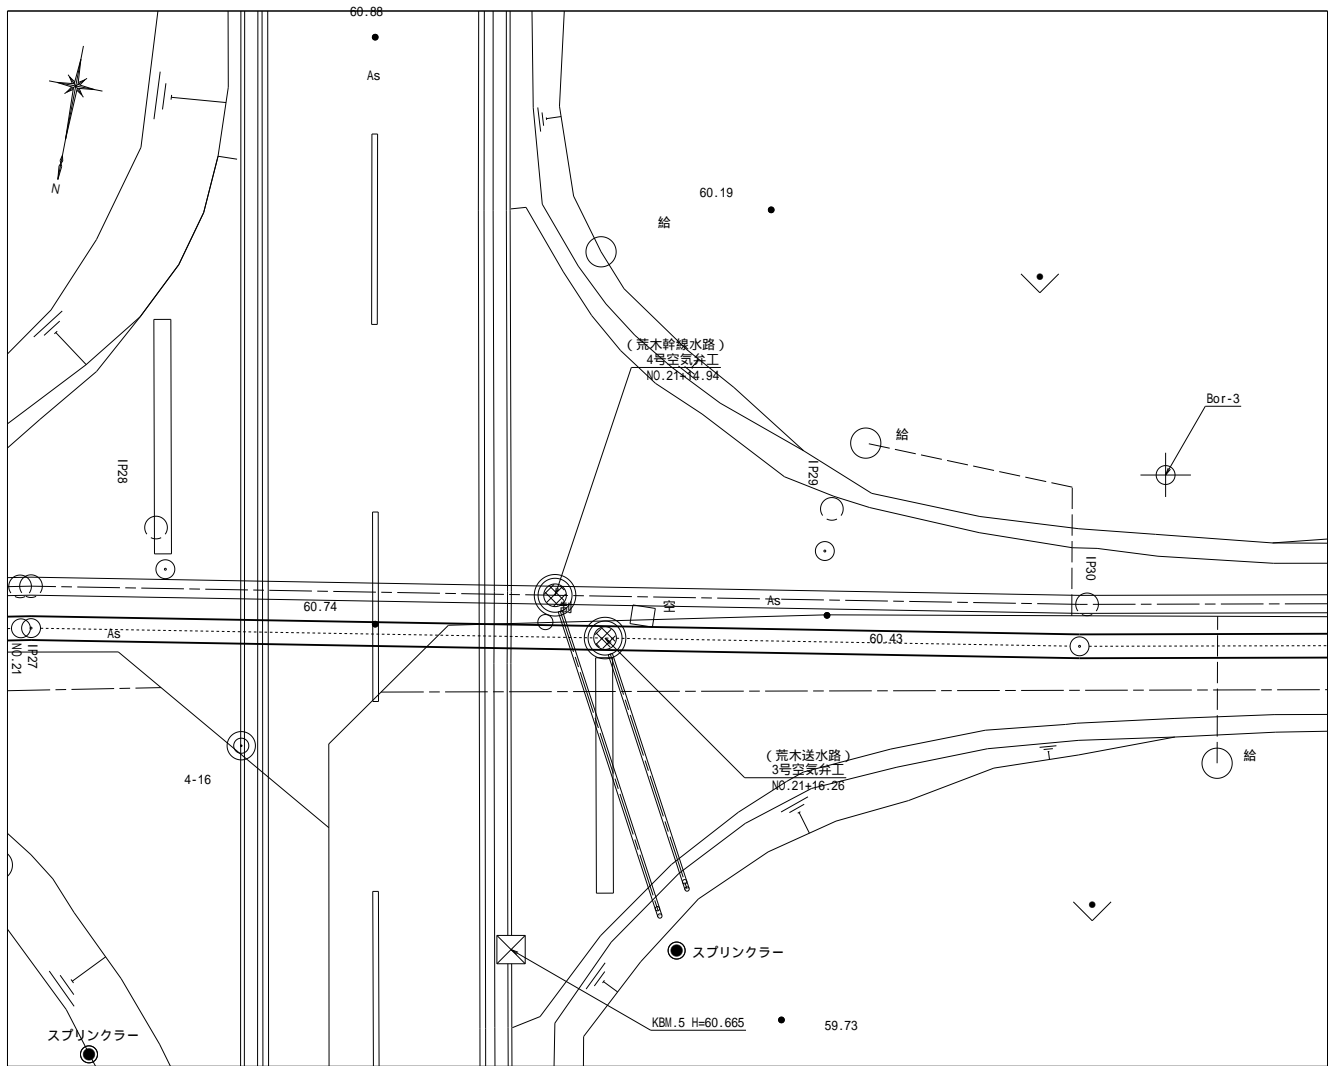 60.88
As
N
60.19
給
(荒木幹線水路)
4号空気弁工
NO.21+14.94
Bor-3
給
IP28
IP29
IP30
60.74
空
As
As
60.43
IP27
NO.21
4-16
(荒木送水路)
3号空気弁工
NO.21+16.26
給
スプリンクラー
KBM.5 H=60.665
59.73
スプリンクラー